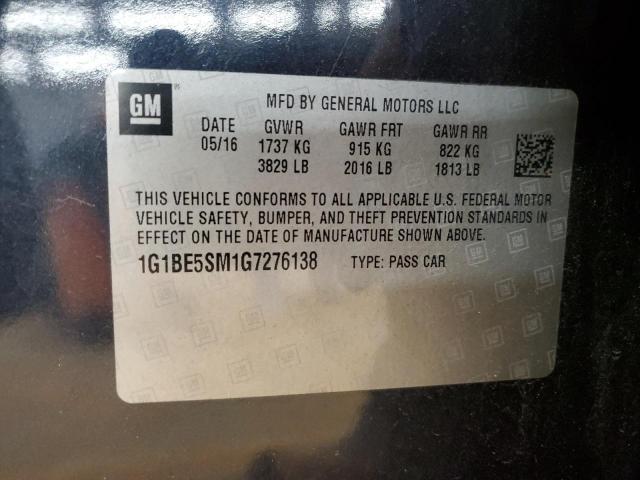 GM
MFD BY GENERAL MOTORS LLC
DATE GVWR GAWR FRT GAWR RR
05/16 1737 KG 915 KG 822 KG
3829 LB 2016 LB 1813 LB
THIS VEHICLE CONFORMS TO ALL APPLICABLE U.S. FEDERAL MOTOR
VEHICLE SAFETY, BUMPER, AND THEFT PREVENTION STANDARDS IN
EFFECT ON THE DATE OF MANUFACTURE SHOWN ABOVE.
1G1BE5SM1G7276138 TYPE: PASS CAR